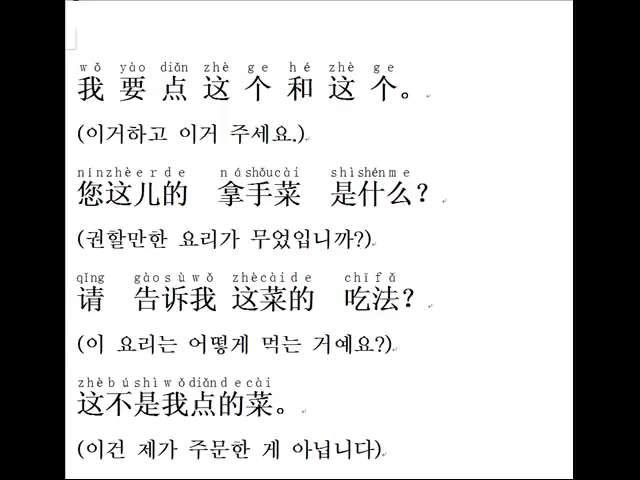 wǒ yào diǎn zhè ge hé zhè ge
我 要 点 这 个 和 这 个。
(이거하고 이거 주세요.)
nínzhèerde náshǒucài shìshénme
您这儿的 拿手菜 是什么?
(권할만한 요리가 무었입니까?)
qǐng gàosùwǒ zhècàide chīfǎ
请 告诉我 这菜的 吃法?
(이 요리는 어떻게 먹는 거예요?)
zhèbúshìwǒdiǎndecài
这不是我点的菜。
(이건 제가 주문한 게 아닙니다)